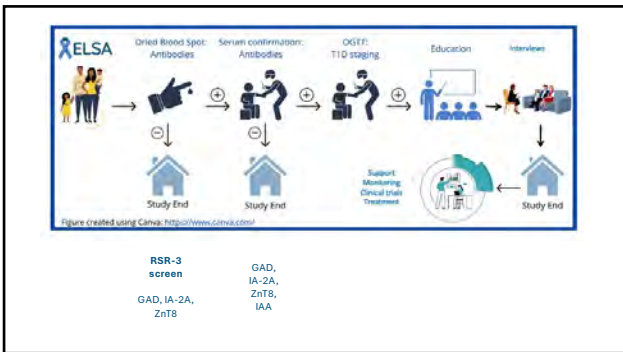 ELSA
Dried Blood Spot:
Antibodies
Serum confirmation:
Antibodies
OGTT:
T1D staging
Education
Interviews
Study End
Study End
Support
Monitoring
Clinical trials
Treatment
Study End
Figure created using Canva: https://www.canva.com/
RSR-3
screen
GAD, IA-2A,
ZnT8
GAD,
IA-2A,
ZnT8,
IAA